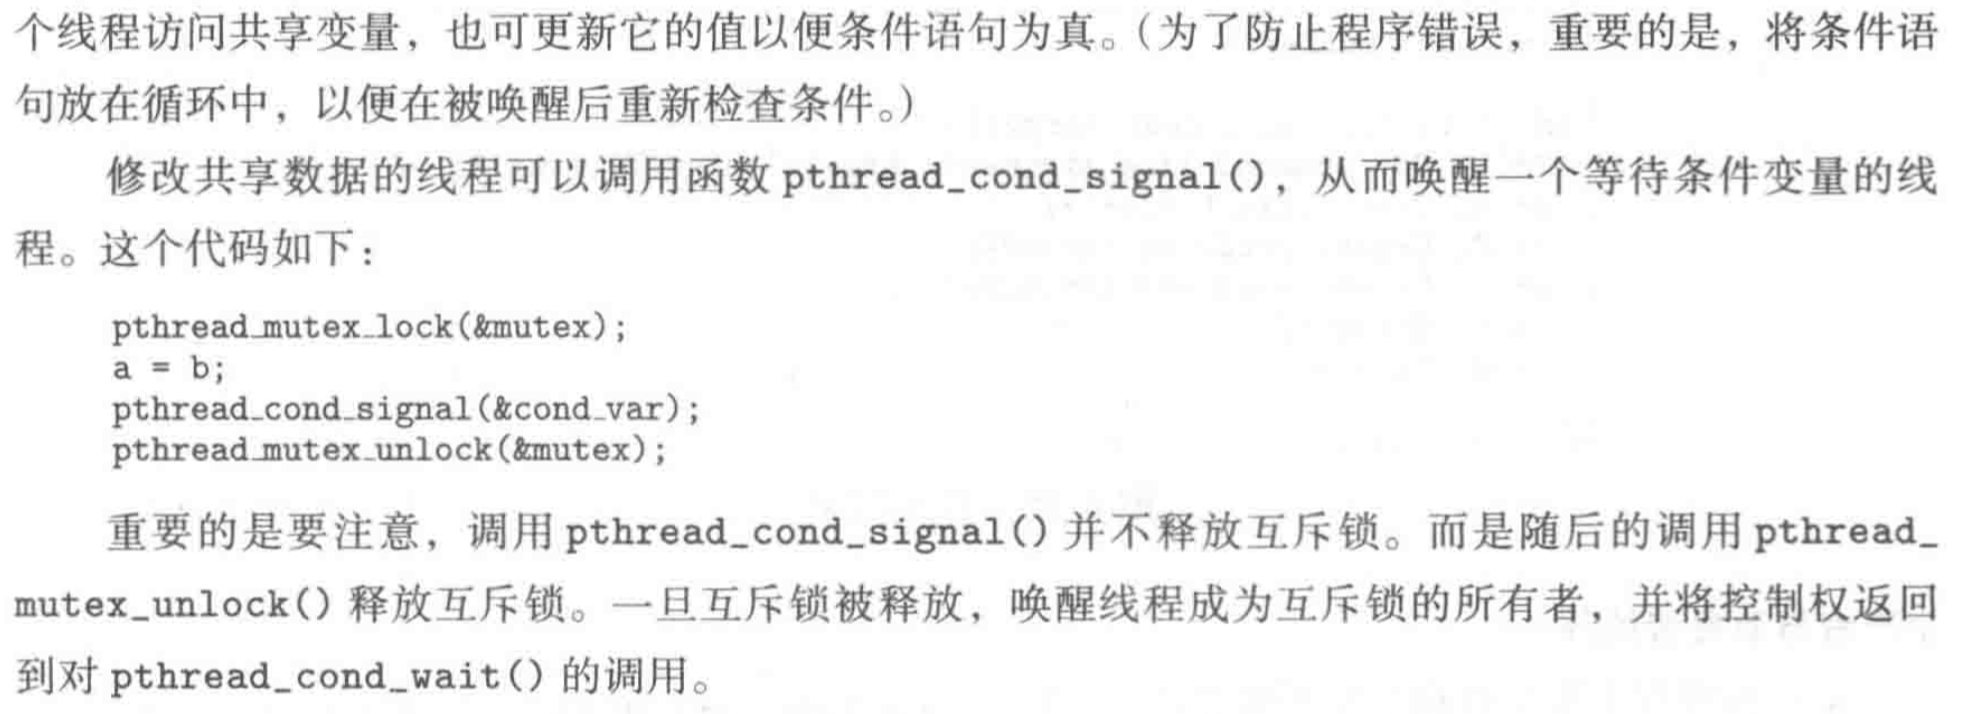 个线程访问共享变量，也可更新它的值以便条件语句为真。（为了防止程序错误，重要的是，将条件语
句放在循环中，以便在被唤醒后重新检查条件。）
修改共享数据的线程可以调用函数 pthread_cond_signal()，从而唤醒一个等待条件变量的线
程。这个代码如下：
pthread_mutex_lock(&mutex);
a = b;
pthread_cond_signal(&cond_var);
pthread_mutex_unlock(&mutex);
重要的是要注意，调用 pthread_cond_signal() 并不释放互斥锁。而是随后的调用 pthread_
mutex_unlock() 释放互斥锁。一旦互斥锁被释放，唤醒线程成为互斥锁的所有者，并将控制权返回
到对 pthread_cond_wait() 的调用。